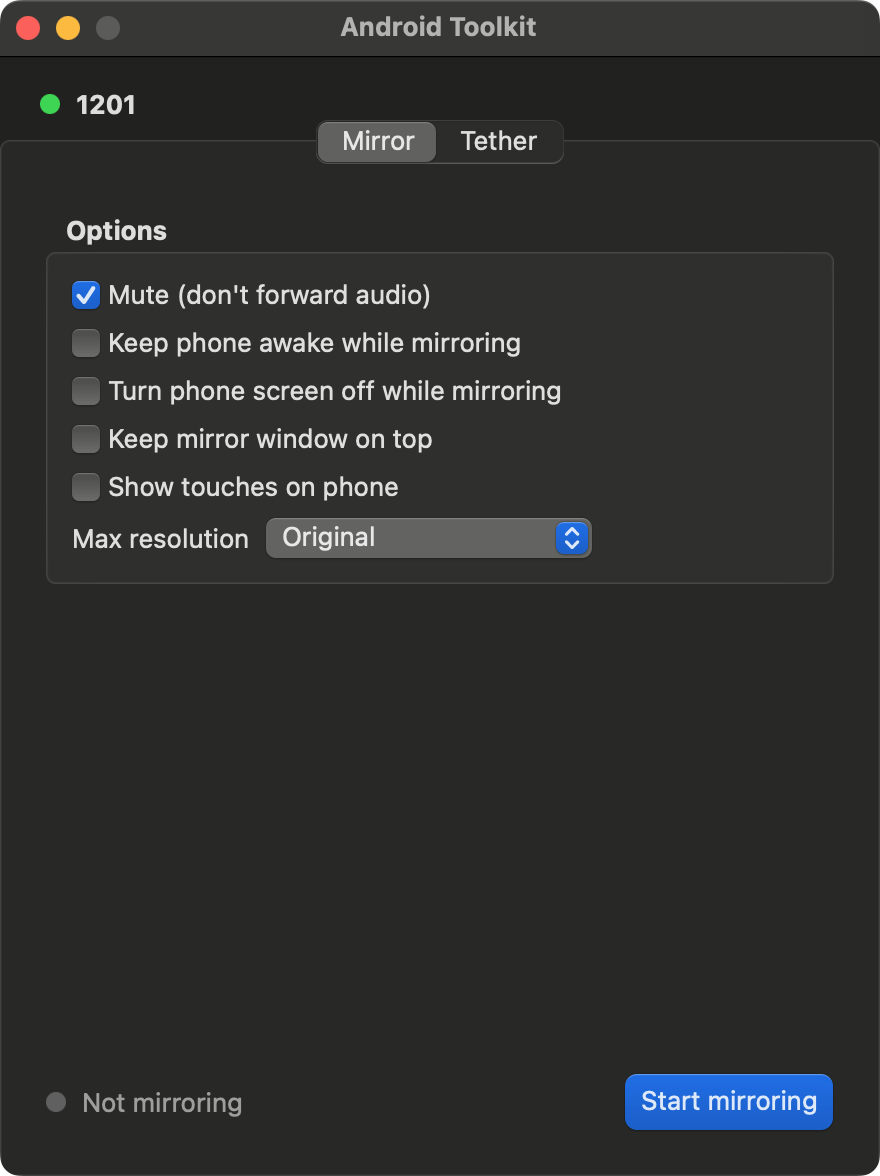 Android Toolkit
1201
Mirror Tether
Options
Mute (don't forward audio)
Keep phone awake while mirroring
Turn phone screen off while mirroring
Keep mirror window on top
Show touches on phone
Max resolution Original
Not mirroring Start mirroring